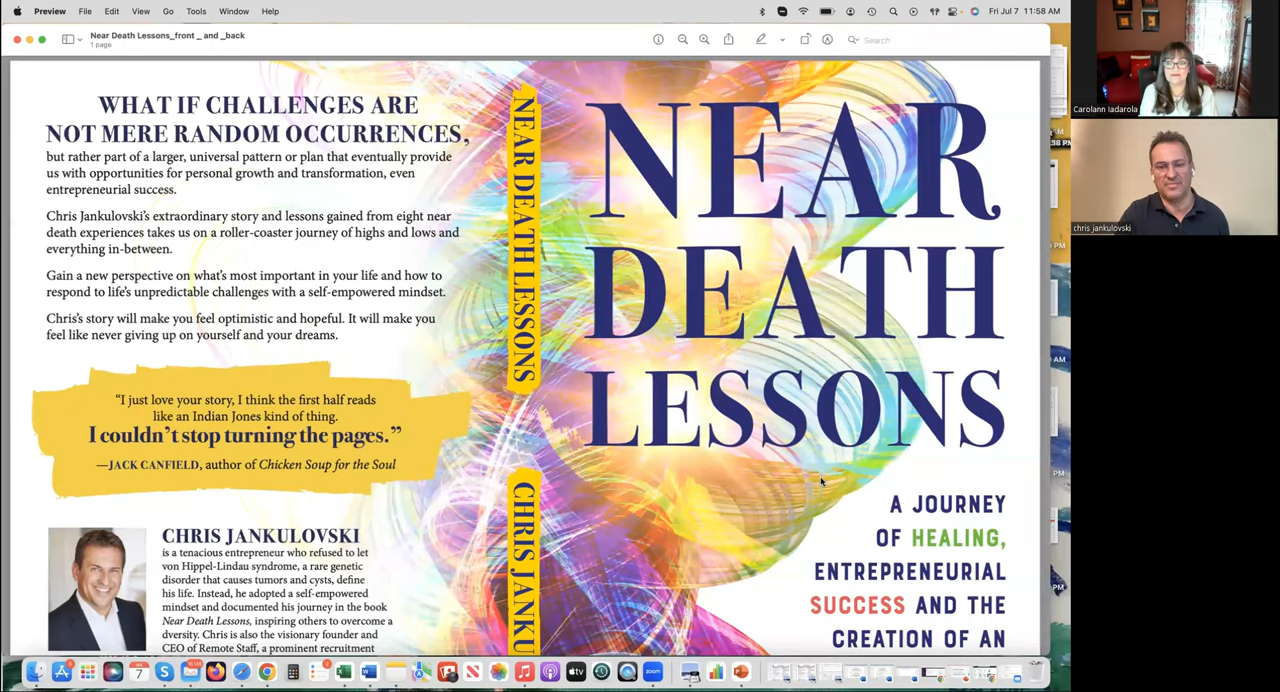 Preview File Edit View Go Tools Window Help
Fri Jul 7 11:58 AM
Near Death Lessons_front _ and _back
1 page
Search
WHAT IF CHALLENGES ARE
NOT MERE RANDOM OCCURRENCES,
but rather part of a larger, universal pattern or plan that eventually provide
us with opportunities for personal growth and transformation, even
entrepreneurial success.
Chris Jankulovski's extraordinary story and lessons gained from eight near
death experiences takes us on a roller-coaster journey of highs and lows and
everything in-between.
Gain a new perspective on what's most important in your life and how to
respond to life's unpredictable challenges with a self-empowered mindset.
Chris's story will make you feel optimistic and hopeful. It will make you
feel like never giving up on yourself and your dreams.
“I just love your story, I think the first half reads
like an Indian Jones kind of thing.
I couldn't stop turning the pages.”
—JACK CANFIELD, author of Chicken Soup for the Soul
CHRIS JANKULOVSKI
is a tenacious entrepreneur who refused to let
von Hippel-Lindau syndrome, a rare genetic
disorder that causes tumors and cysts, define
his life. Instead, he adopted a self-empowered
mindset and documented his journey in the book
Near Death Lessons, inspiring others to overcome a
dversity. Chris is also the visionary founder and
CEO of Remote Staff, a prominent recruitment
NEAR DEATH LESSONS
CHRIS JANKU
NEAR
DEATH
LESSONS
A JOURNEY
OF HEALING,
ENTREPRENEURIAL
SUCCESS AND THE
CREATION OF AN
Carolann Iadarola
chris jankulovski
zoom
tv